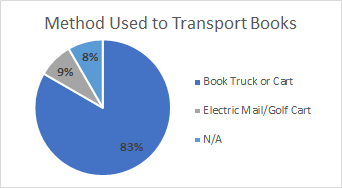 Method Used to Transport Books
8%
9%
83%
Book Truck or Cart
Electric Mail/Golf Cart
N/A